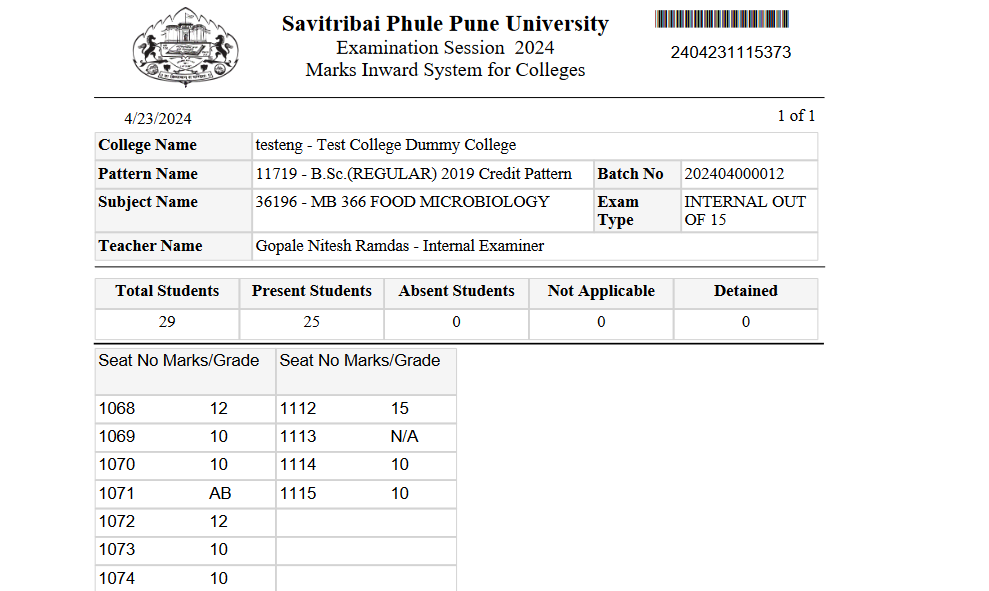 Savitribai Phule Pune University
Examination Session 2024
Marks Inward System for Colleges
2404231115373
4/23/2024 1 of 1
College Name testeng - Test College Dummy College
Pattern Name 11719 - B.Sc.(REGULAR) 2019 Credit Pattern Batch No 202404000012
Subject Name 36196 - MB 366 FOOD MICROBIOLOGY Exam Type INTERNAL OUT OF 15
Teacher Name Gopale Nitesh Ramdas - Internal Examiner
Total Students Present Students Absent Students Not Applicable Detained
29 25 0 0 0
Seat No Marks/Grade Seat No Marks/Grade
1068 12 1112 15
1069 10 1113 N/A
1070 10 1114 10
1071 AB 1115 10
1072 12
1073 10
1074 10